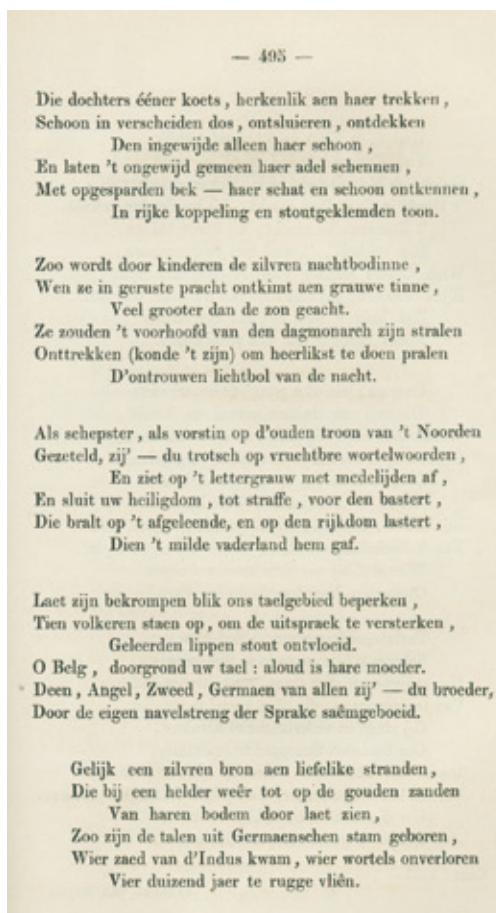 — 495 —
Die dochters ééner koets , herkenlik aen haer trekken ,
Schoon in verscheiden dos , ontsluieren , ontdekken
Den ingewijde alleen haer schoon ,
En laten 't ongewijd gemeen haer adel schennen ,
Met opgesparden bek — haer schat en schoon ontkennen ,
In rijke koppeling en stoutgeklemden toon.
Zoo wordt door kinderen de zilvren nachtbodinne ,
Wen ze in geruste pracht ontkimt aen grauwe tinne ,
Veel grooter dan de zon geacht.
Ze zouden 't voorhoofd van den dagmonarch zijn stralen
Onttrekken (konde 't zijn) om heerlikst te doen pralen
D'ontrouwen lichtbol van de nacht.
Als schepster , als vorstin op d'ouden troon van 't Noorden
Gezeteld, zij' — du trotsch op vruchtbre wortelwoorden ,
En ziet op 't lettergrauw met medelijden af ,
En sluit uw heiligdom , tot straffe , voor den bastert ,
Die bralt op 't afgeleende, en op den rijkdom lastert ,
Dien 't milde vaderland hem gaf.
Laet zijn bekrompen blik ons taelgebied beperken ,
Tien volkeren staen op , om de uitspraek te versterken ,
Geleerden lippen stout ontvloeid.
O Belg , doorgrond uw tael : aloud is hare moeder.
Deen , Angel , Zweed , Germaen van allen zij' — du broeder,
Door de eigen navelstreng der Sprake saêmgeboeid.
Gelijk een zilvren bron aen liefelike stranden ,
Die bij een helder weêr tot op de gouden zanden
Van haren bodem door laet zien ,
Zoo zijn de talen uit Germaenschen stam geboren ,
Wier zaed van d'Indus kwam , wier wortels onverloren
Vier duizend jaer te rugge vliên.